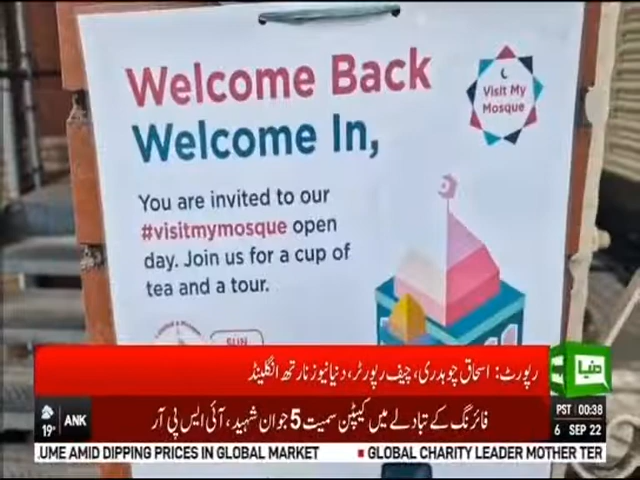 Welcome Back
Welcome In,
Visit My
Mosque
You are invited to our
#visitmymosque open
day. Join us for a cup of
tea and a tour.
SUN
رپورٹ: اسحاق چوہدری، چیف رپورٹر، دنیا نیوز نارتھ انگلینڈ
دنیا
فائرنگ کے تبادلے میں کیپٹن سمیت 5 جوان شہید، آئی ایس پی آر
19° ANK
PST 00:38
6 SEP 22
UME AMID DIPPING PRICES IN GLOBAL MARKET
GLOBAL CHARITY LEADER MOTHER TER